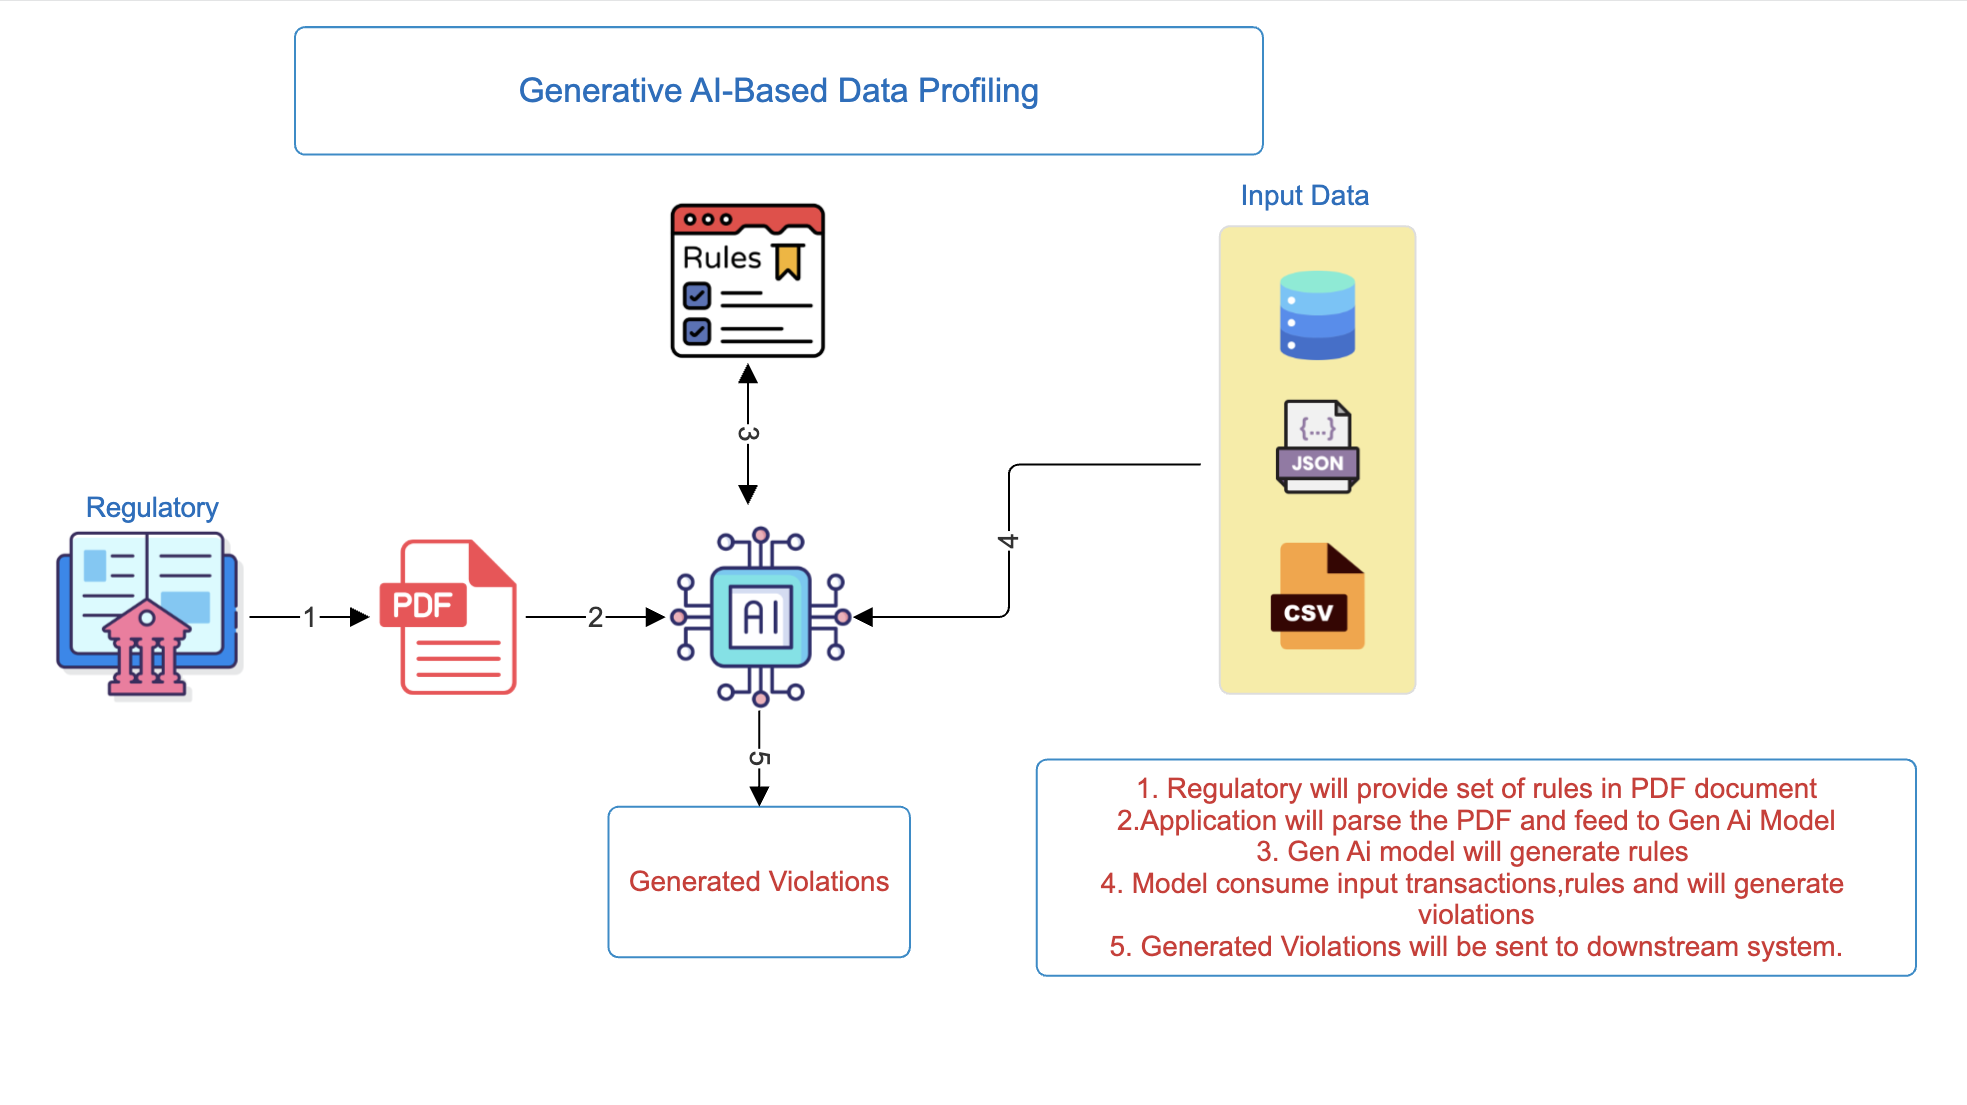 Generative AI-Based Data Profiling
Input Data
Rules
{...}
JSON
3
Regulatory
4
CSV
PDF
1
2
AI
5
Generated Violations
1. Regulatory will provide set of rules in PDF document
2.Application will parse the PDF and feed to Gen Ai Model
3. Gen Ai model will generate rules
4. Model consume input transactions,rules and will generate
violations
5. Generated Violations will be sent to downstream system.